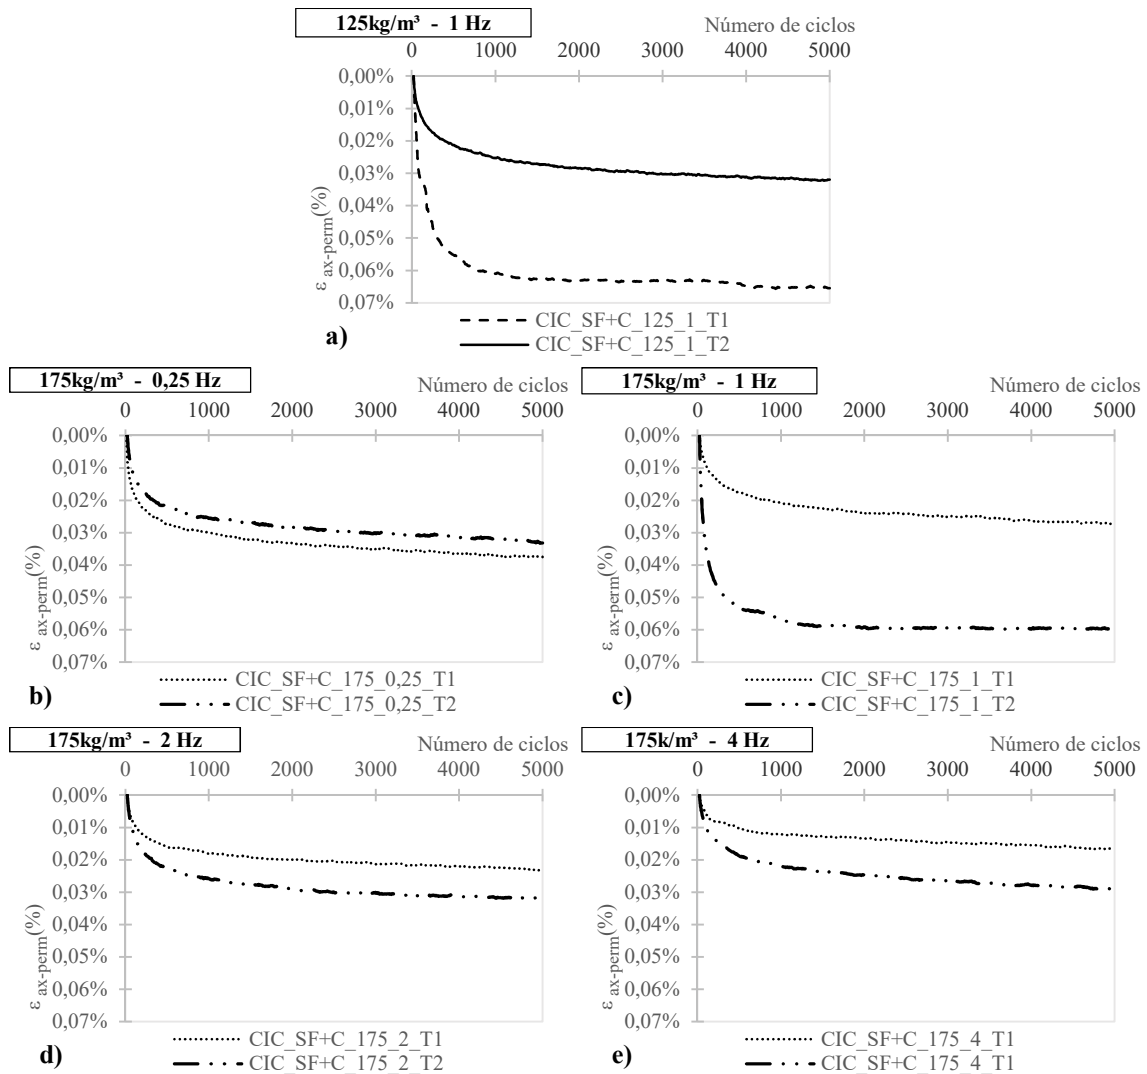 125kg/m³ - 1 Hz
Número de ciclos
0 1000 2000 3000 4000 5000
0,00%
0,01%
0,02%
0,03%
0,04%
0,05%
0,06%
0,07%
ε ax-perm(%)
a)
CIC_SF+C_125_1_T1
CIC_SF+C_125_1_T2
175kg/m³ - 0,25 Hz
Número de ciclos
0 1000 2000 3000 4000 5000
0,00%
0,01%
0,02%
0,03%
0,04%
0,05%
0,06%
0,07%
ε ax-perm(%)
b)
CIC_SF+C_175_0,25_T1
CIC_SF+C_175_0,25_T2
175kg/m³ - 1 Hz
Número de ciclos
0 1000 2000 3000 4000 5000
0,00%
0,01%
0,02%
0,03%
0,04%
0,05%
0,06%
0,07%
ε ax-perm(%)
c)
CIC_SF+C_175_1_T1
CIC_SF+C_175_1_T2
175kg/m³ - 2 Hz
Número de ciclos
0 1000 2000 3000 4000 5000
0,00%
0,01%
0,02%
0,03%
0,04%
0,05%
0,06%
0,07%
ε ax-perm(%)
d)
CIC_SF+C_175_2_T1
CIC_SF+C_175_2_T2
175k/m³ - 4 Hz
Número de ciclos
0 1000 2000 3000 4000 5000
0,00%
0,01%
0,02%
0,03%
0,04%
0,05%
0,06%
0,07%
ε ax-perm(%)
e)
CIC_SF+C_175_4_T1
CIC_SF+C_175_4_T1